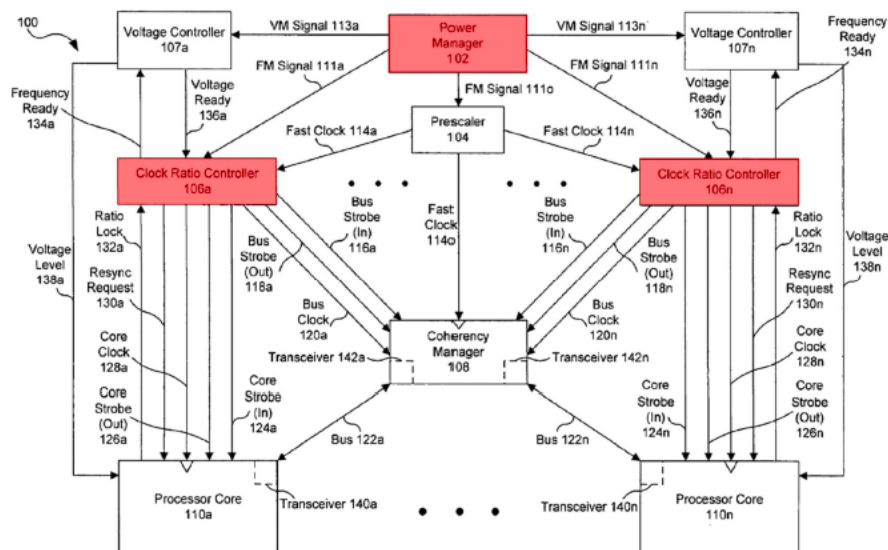 100
Voltage Controller
107a
VM Signal 113a
Power
Manager
102
VM Signal 113n
Voltage Controller
107n
Frequency
Ready
134n
FM Signal 111a
FM Signal 111n
FM Signal 111o
Frequency
Ready
134a
Voltage
Ready
136a
Voltage
Ready
136n
Fast Clock 114a
Prescaler
104
Fast Clock 114n
Clock Ratio Controller
106a
Clock Ratio Controller
106n
Voltage
Level
138a
Ratio
Lock
132a
Resync
Request
130a
Core
Clock
128a
Core
Strobe
(Out)
126a
Core
Strobe
(In)
124a
Bus
Strobe
(In)
116a
Bus
Strobe
(Out)
118a
Bus
Clock
120a
Fast
Clock
114o
Bus
Strobe
(In)
116n
Bus
Strobe
(Out)
118n
Bus
Clock
120n
Ratio
Lock
132n
Resync
Request
130n
Core
Clock
128n
Core
Strobe
(Out)
126n
Core
Strobe
(In)
124n
Voltage
Level
138n
Coherency
Manager
108
Transceiver 142a
Transceiver 142n
Bus 122a
Bus 122n
Processor Core
110a
Transceiver 140a
Transceiver 140n
Processor Core
110n